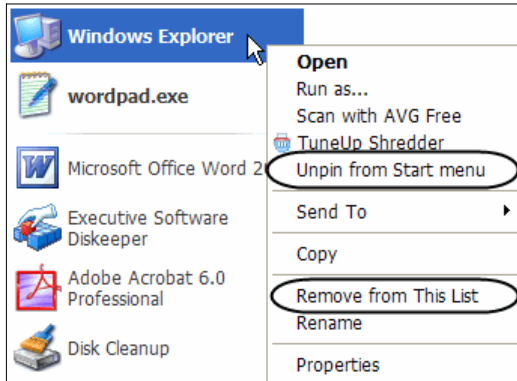 Windows Explorer
wordpad.exe
Microsoft Office Word
Executive Software
Diskeeper
Adobe Acrobat 6.0
Professional
Disk Cleanup
Open
Run as...
Scan with AVG Free
TuneUp Shredder
Unpin from Start menu
Send To
Copy
Remove from This List
Rename
Properties